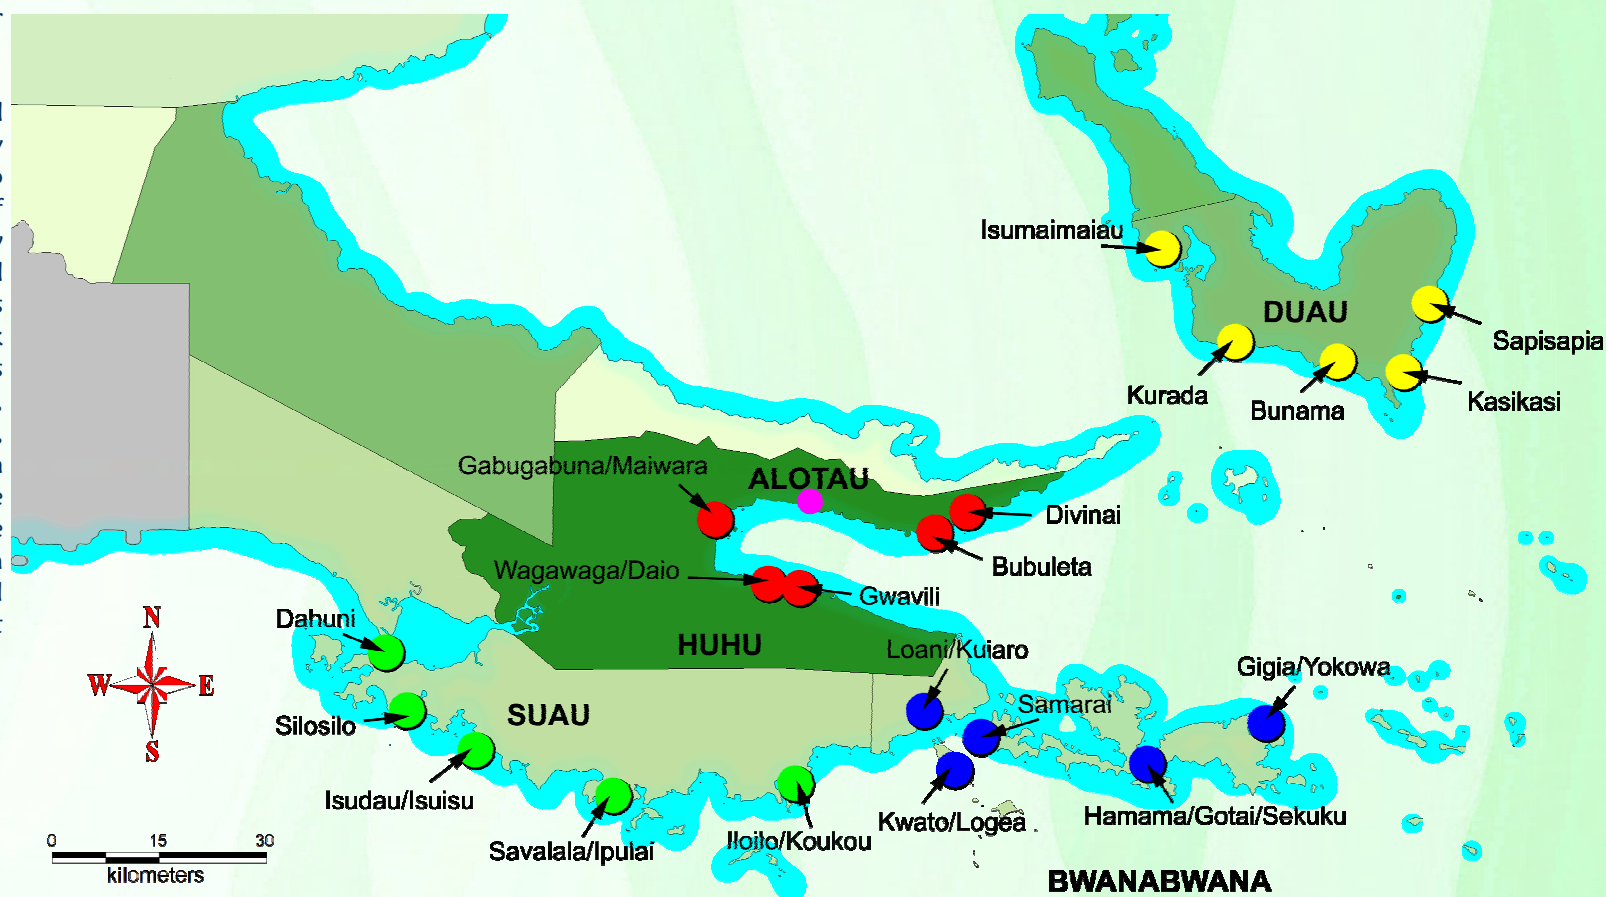 Isumaimaiau
DUAU
Sapisapia
Kurada
Bunama
Kasikasi
Gabugabuna/Maiwara
ALOTAU
Divinai
Bubuleta
Wagawaga/Daio
Gwavili
HUHU
Dahuni
Loani/Kuiaro
Gigia/Yokowa
N
W
E
S
Silosilo
SUAU
Samarai
Isudau/Isuisu
Savalala/Ipulai
Iloilo/Koukou
Kwato/Logea
Hamama/Gotai/Sekuku
0 15 30
kilometers
BWANABWANA